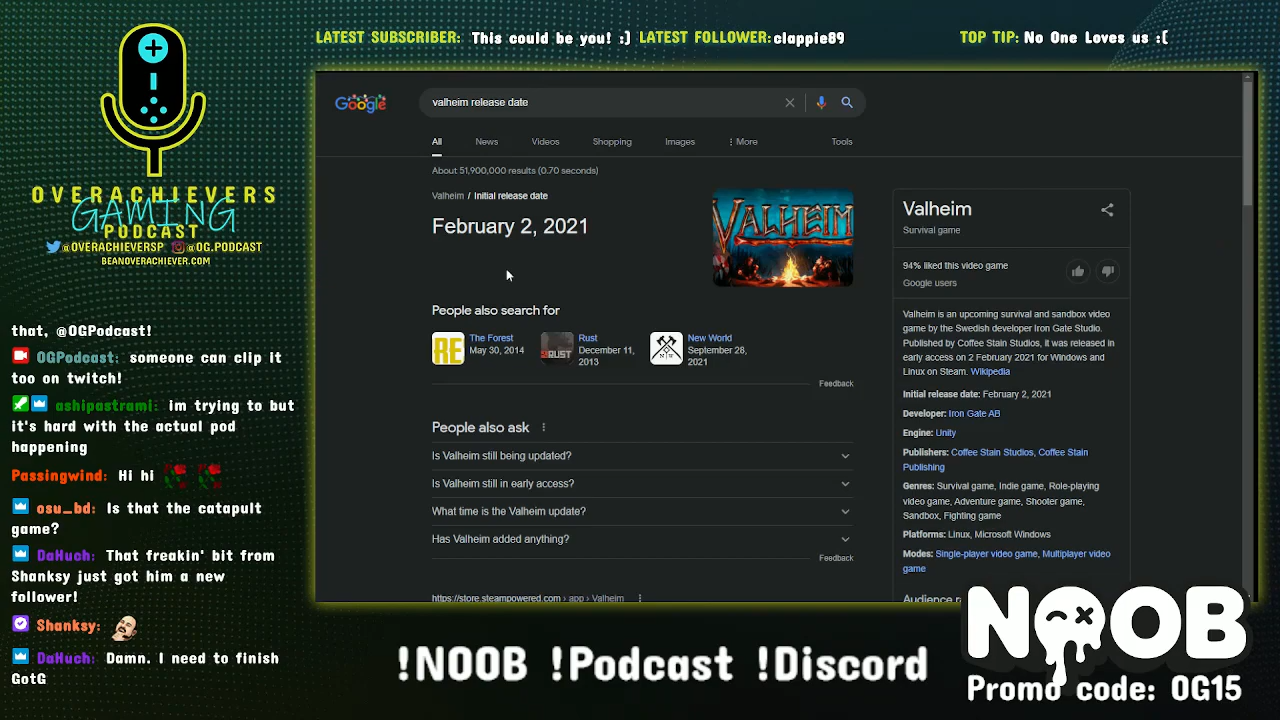 LATEST SUBSCRIBER: This could be you! :) LATEST FOLLOWER: clappie89 TOP TIP: No One Loves us :(
OVERACHIEVERS
GAMING
PODCAST
@OVERACHIEVERSP @OG.PODCAST
BEANOVERACHIEVER.COM
that, @OGPodcast!
OGPodcast: someone can clip it
too on twitch!
ashipastrami: im trying to but
it's hard with the actual pod
happening
Passingwind: Hi hi
osu_bd: Is that the catapult
game?
DaHuch: That freakin' bit from
Shanksy just got him a new
follower!
Shanksy:
DaHuch: Damn. I need to finish
GotG
Google
valheim release date
All News Videos Shopping Images More Tools
About 51,900,000 results (0.70 seconds)
Valheim / Initial release date
February 2, 2021
VALHEIM
People also search for
RE
The Forest
May 30, 2014
RUST
Rust
December 11,
2013
N W
New World
September 28,
2021
Feedback
People also ask
Is Valheim still being updated?
Is Valheim still in early access?
What time is the Valheim update?
Has Valheim added anything?
Feedback
https://store.steampowered.com › app › Valheim
Valheim
Survival game
94% liked this video game
Google users
Valheim is an upcoming survival and sandbox video
game by the Swedish developer Iron Gate Studio.
Published by Coffee Stain Studios, it was released in
early access on 2 February 2021 for Windows and
Linux on Steam. Wikipedia
Initial release date: February 2, 2021
Developer: Iron Gate AB
Engine: Unity
Publishers: Coffee Stain Studios, Coffee Stain
Publishing
Genres: Survival game, Indie game, Role-playing
video game, Adventure game, Shooter game,
Sandbox, Fighting game
Platforms: Linux, Microsoft Windows
Modes: Single-player video game, Multiplayer video
game
Audience
!NOOB !Podcast !Discord
NOOB
Promo code: OG15